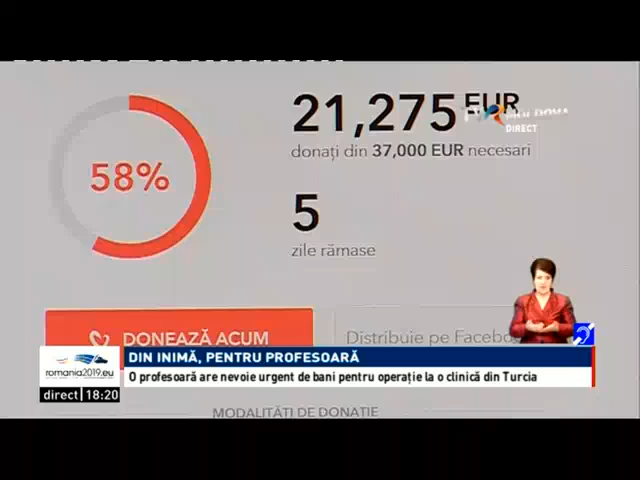 21,275 EUR
TVR MOLDOVA
DIRECT
donați din 37,000 EUR necesari
58%
5
zile rămase
DONEAZĂ ACUM
Distribuie pe Facebo
DIN INIMĂ, PENTRU PROFESOARĂ
romania2019.eu
O profesoară are nevoie urgent de bani pentru operație la o clinică din Turcia
direct 18:20
MODALITĂȚI DE DONAȚIE